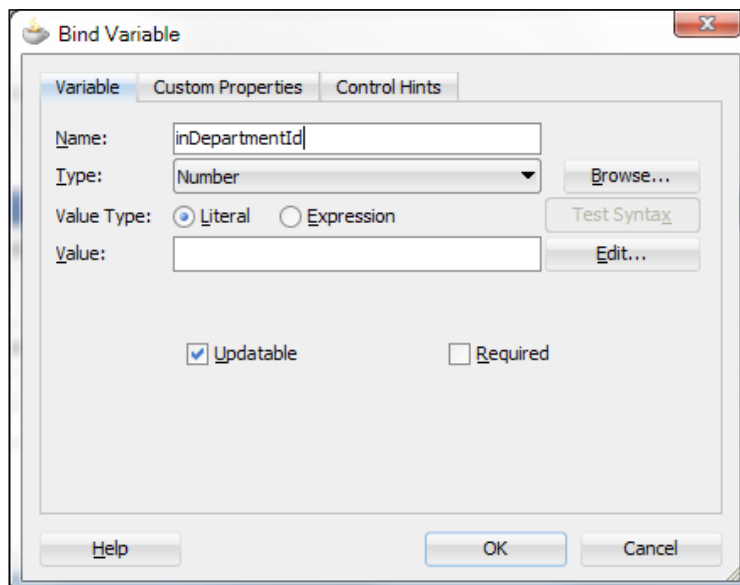 Bind Variable
Variable Custom Properties Control Hints
Name: inDepartmentId
Type: Number Browse...
Value Type: Literal Expression Test Syntax
Value: Edit...
Updatable Required
Help OK Cancel